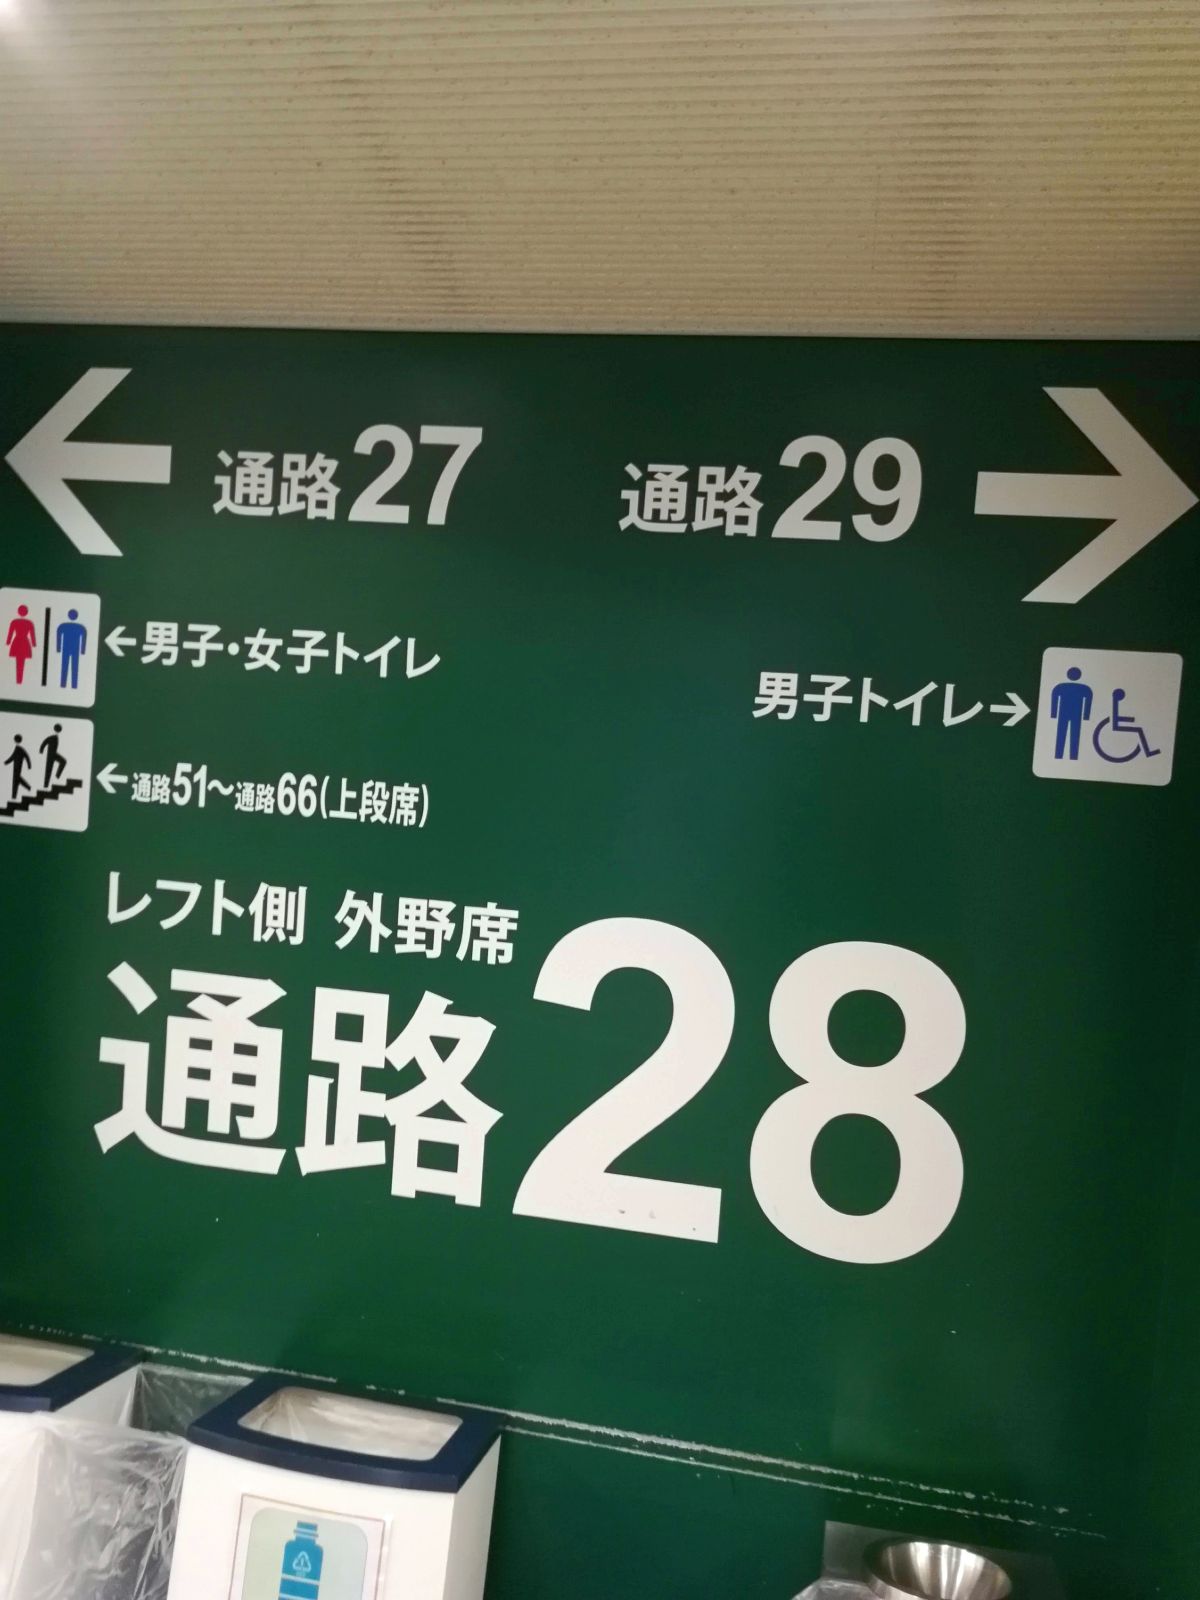 ← 通路27
通路29 →
←男子・女子トイレ
男子トイレ→
←通路51〜通路66(上段席)
レフト側 外野席
通路28